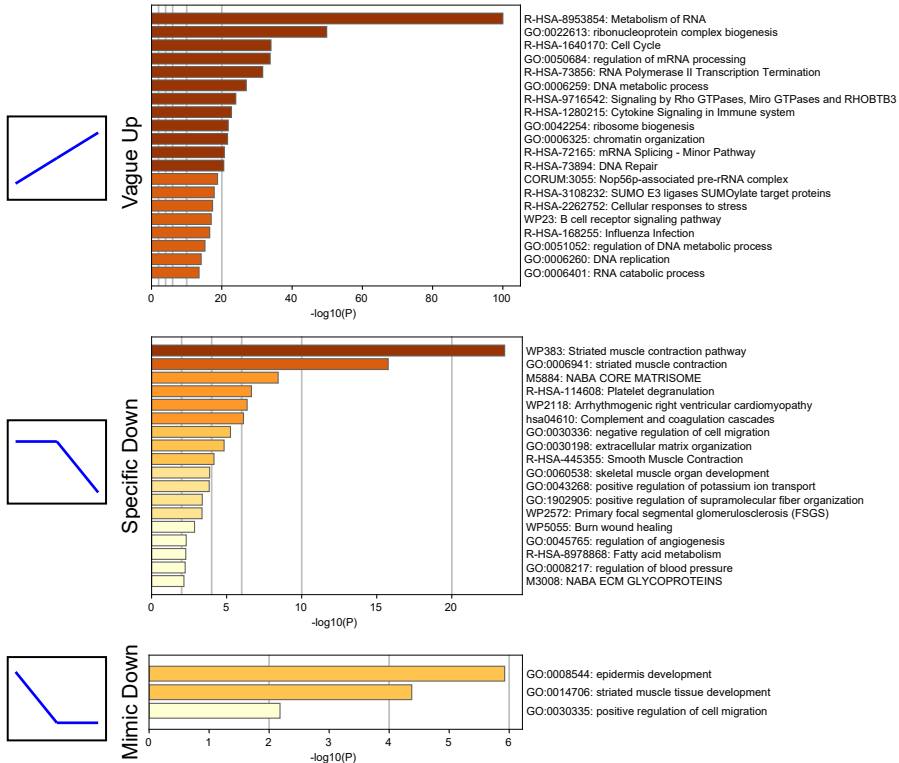 Vague Up
R-HSA-8953854: Metabolism of RNA
GO:0022613: ribonucleoprotein complex biogenesis
R-HSA-1640170: Cell Cycle
GO:0050684: regulation of mRNA processing
R-HSA-73856: RNA Polymerase II Transcription Termination
GO:0006259: DNA metabolic process
R-HSA-9716542: Signaling by Rho GTPases, Miro GTPases and RHOBTB3
R-HSA-1280215: Cytokine Signaling in Immune system
GO:0042254: ribosome biogenesis
GO:0006325: chromatin organization
R-HSA-72165: mRNA Splicing - Minor Pathway
R-HSA-73894: DNA Repair
CORUM:3055: Nop56p-associated pre-rRNA complex
R-HSA-3108232: SUMO E3 ligases SUMOylate target proteins
R-HSA-2262752: Cellular responses to stress
WP23: B cell receptor signaling pathway
R-HSA-168255: Influenza Infection
GO:0051052: regulation of DNA metabolic process
GO:0006260: DNA replication
GO:0006401: RNA catabolic process
0 20 40 60 80 100
-log10(P)
Specific Down
WP383: Striated muscle contraction pathway
GO:0006941: striated muscle contraction
M5884: NABA CORE MATRISOME
R-HSA-114608: Platelet degranulation
WP2118: Arrhythmogenic right ventricular cardiomyopathy
hsa04610: Complement and coagulation cascades
GO:0030336: negative regulation of cell migration
GO:0030198: extracellular matrix organization
R-HSA-445355: Smooth Muscle Contraction
GO:0060538: skeletal muscle organ development
GO:0043268: positive regulation of potassium ion transport
GO:1902905: positive regulation of supramolecular fiber organization
WP2572: Primary focal segmental glomerulosclerosis (FSGS)
WP5055: Burn wound healing
GO:0045765: regulation of angiogenesis
R-HSA-8978868: Fatty acid metabolism
GO:0008217: regulation of blood pressure
M3008: NABA ECM GLYCOPROTEINS
0 5 10 15 20
-log10(P)
Mimic Down
GO:0008544: epidermis development
GO:0014706: striated muscle tissue development
GO:0030335: positive regulation of cell migration
0 1 2 3 4 5 6
-log10(P)